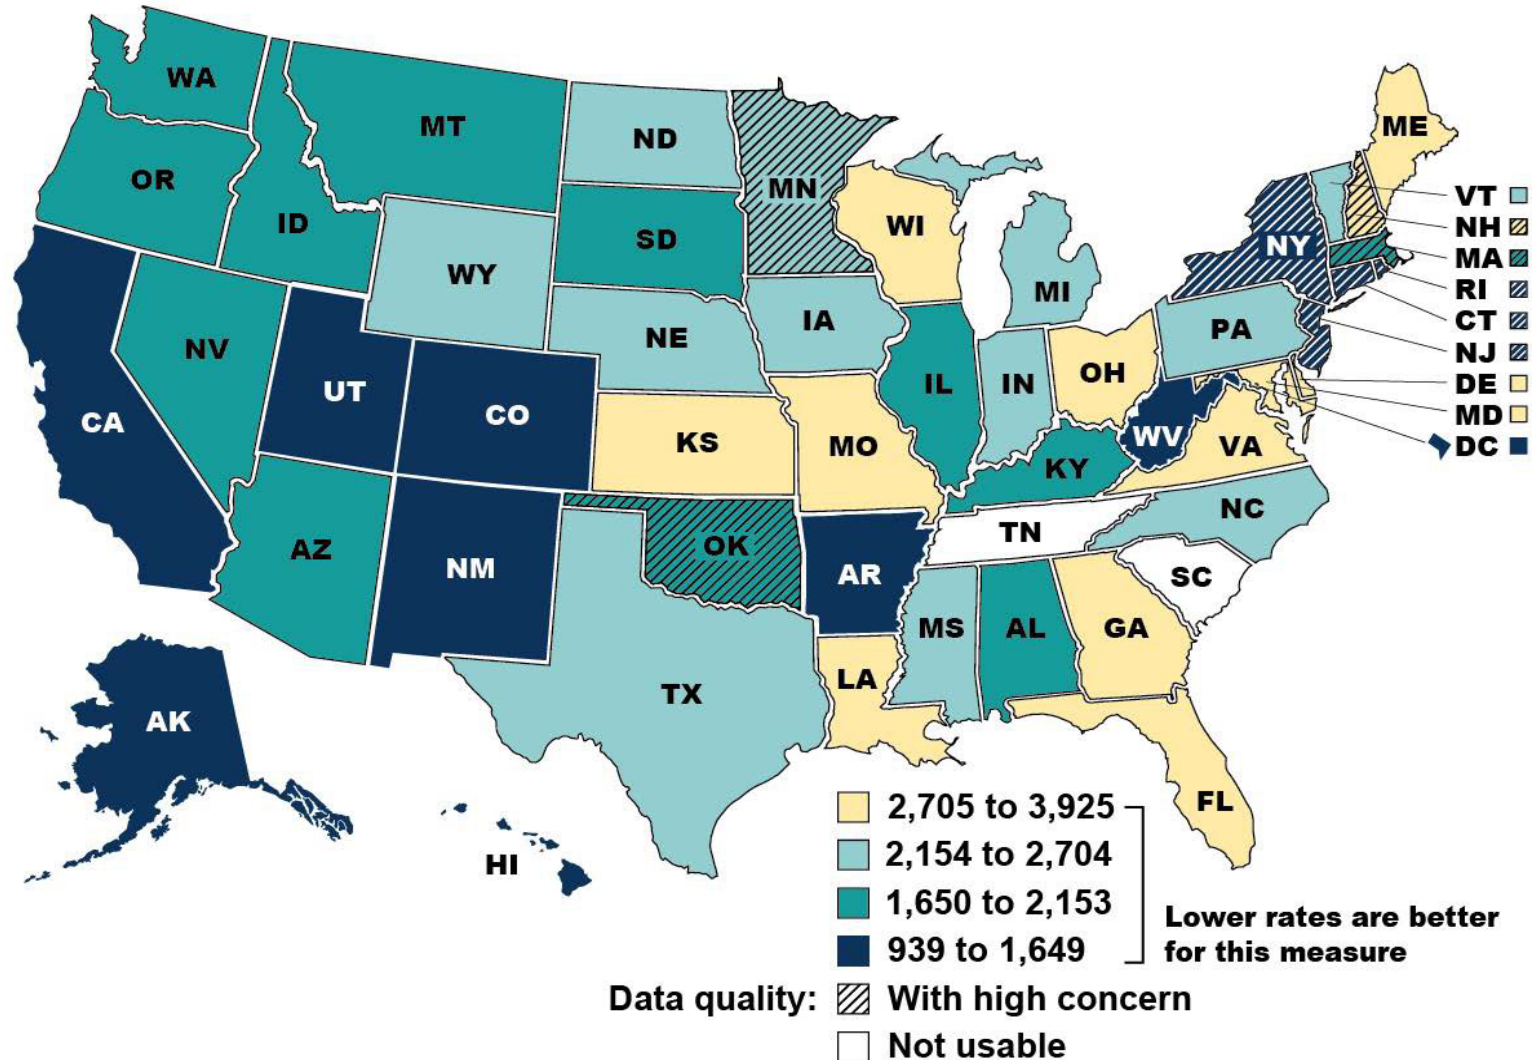 WA
MT
ND
MN
ME
OR
ID
SD
WI
VT
NH
NY
MA
WY
MI
RI
IA
PA
CT
NE
NV
NJ
UT
IL
IN
OH
DE
CO
MD
CA
KS
MO
WV
VA
DC
KY
NC
AZ
OK
TN
NM
AR
SC
MS
AL
GA
LA
TX
AK
FL
HI
2,705 to 3,925
2,154 to 2,704
1,650 to 2,153
939 to 1,649
Lower rates are better
for this measure
Data quality:
With high concern
Not usable